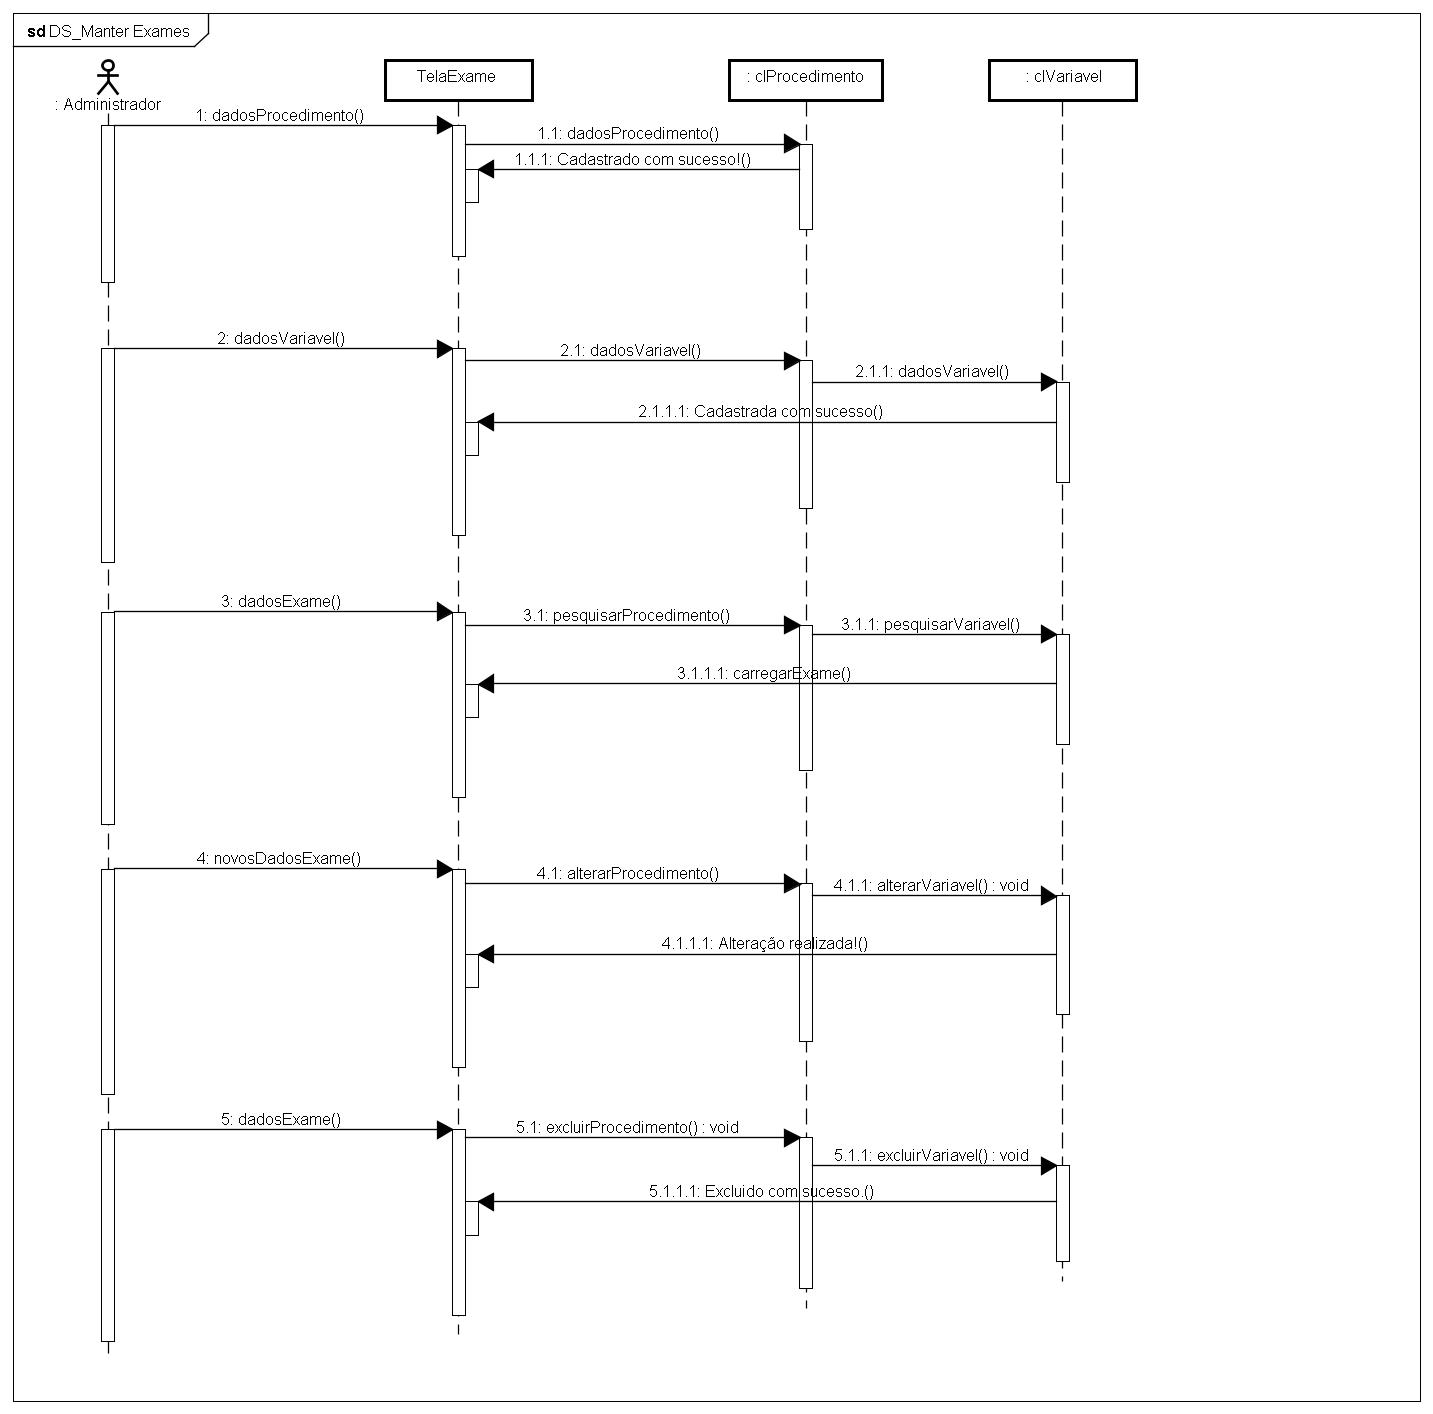 sd DS_Manter Exames
: Administrador
TelaExame
: clProcedimento
: clVariavel
1: dadosProcedimento()
1.1: dadosProcedimento()
1.1.1: Cadastrado com sucesso!()
2: dadosVariavel()
2.1: dadosVariavel()
2.1.1: dadosVariavel()
2.1.1.1: Cadastrada com sucesso()
3: dadosExame()
3.1: pesquisarProcedimento()
3.1.1: pesquisarVariavel()
3.1.1.1: carregarExame()
4: novosDadosExame()
4.1: alterarProcedimento()
4.1.1: alterarVariavel() : void
4.1.1.1: Alteração realizada!()
5: dadosExame()
5.1: excluirProcedimento() : void
5.1.1: excluirVariavel() : void
5.1.1.1: Excluido com sucesso.()